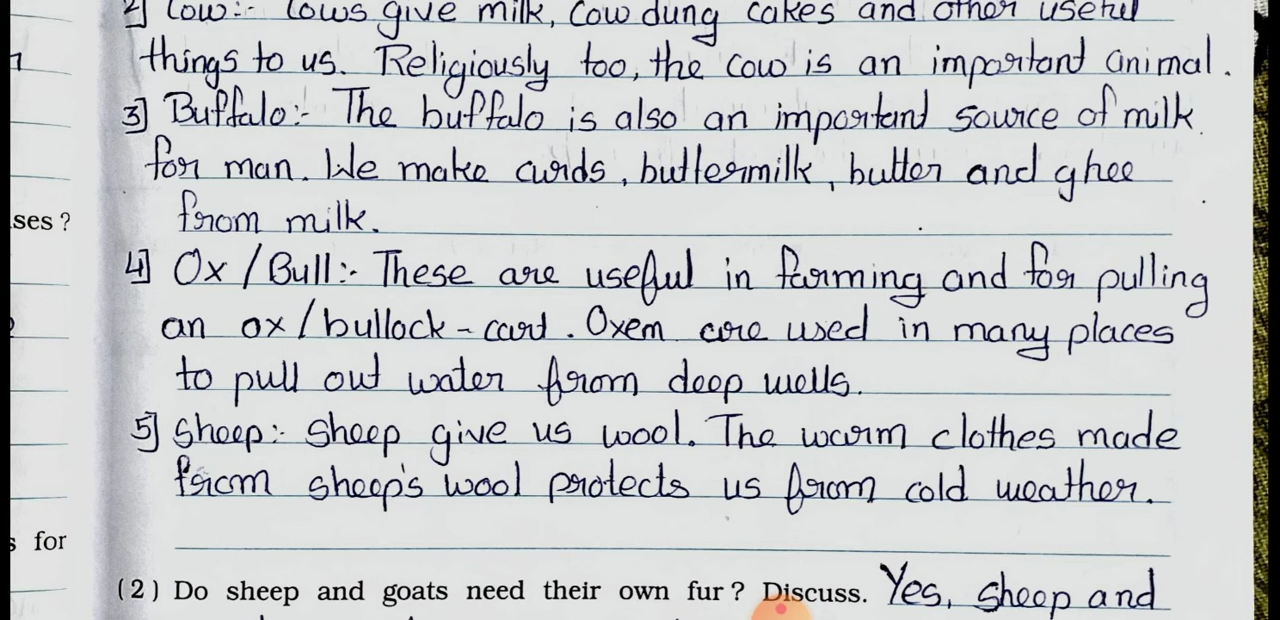 2] Cow:- Cows give milk, Cow dung cakes and other useful
things to us. Religiously too, the cow is an important animal.
3] Buffalo:- The buffalo is also an important source of milk
for man. We make curds, buttermilk, butter and ghee
ses ?
from milk.
4] Ox / Bull:- These are useful in farming and for pulling
an ox / bullock - cart. Oxem are used in many places
to pull out water from deep wells.
5] Sheep:- Sheep give us wool. The warm clothes made
from sheep's wool protects us from cold weather.
s for
(2) Do sheep and goats need their own fur ? Discuss. Yes, sheep and